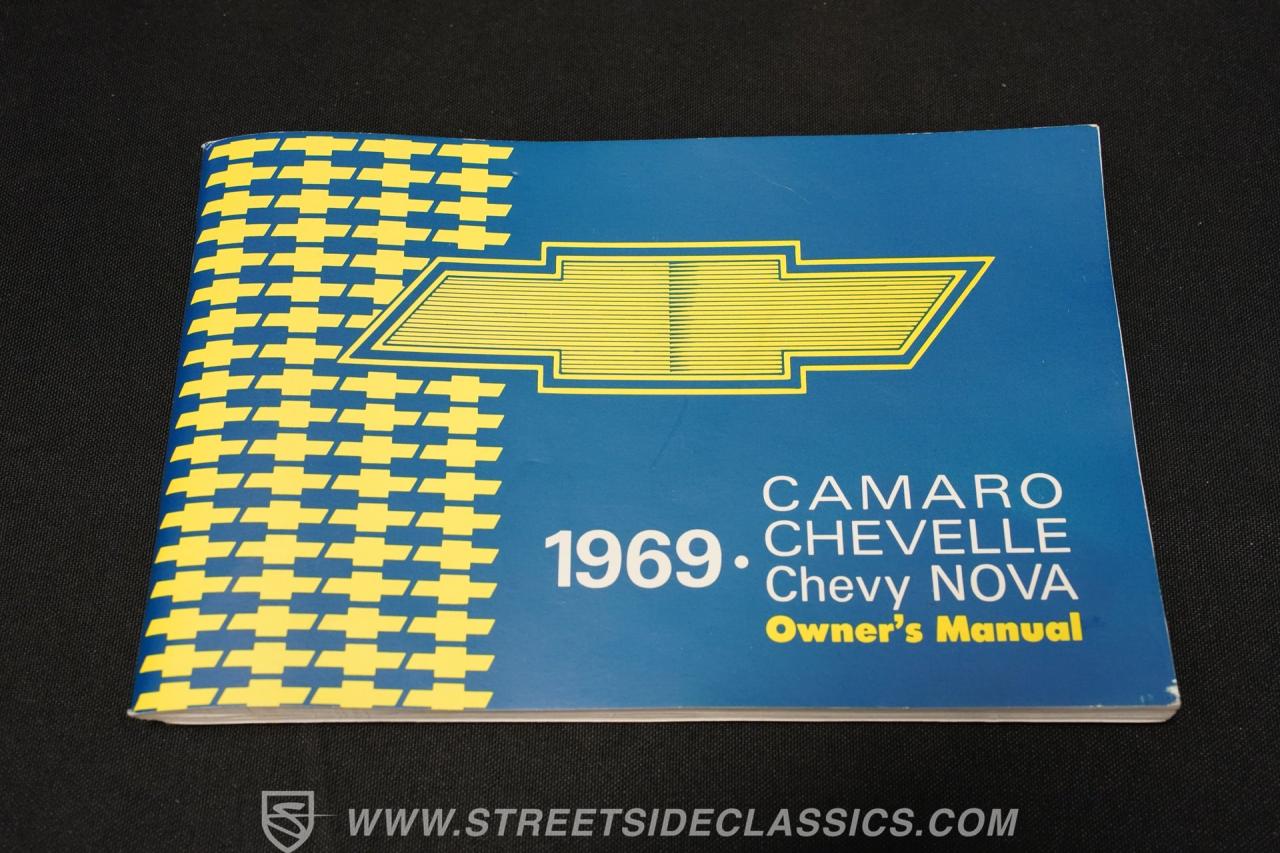 1969 · CAMARO
CHEVELLE
Chevy NOVA
Owner's Manual
WWW.STREETSIDECLASSICS.COM